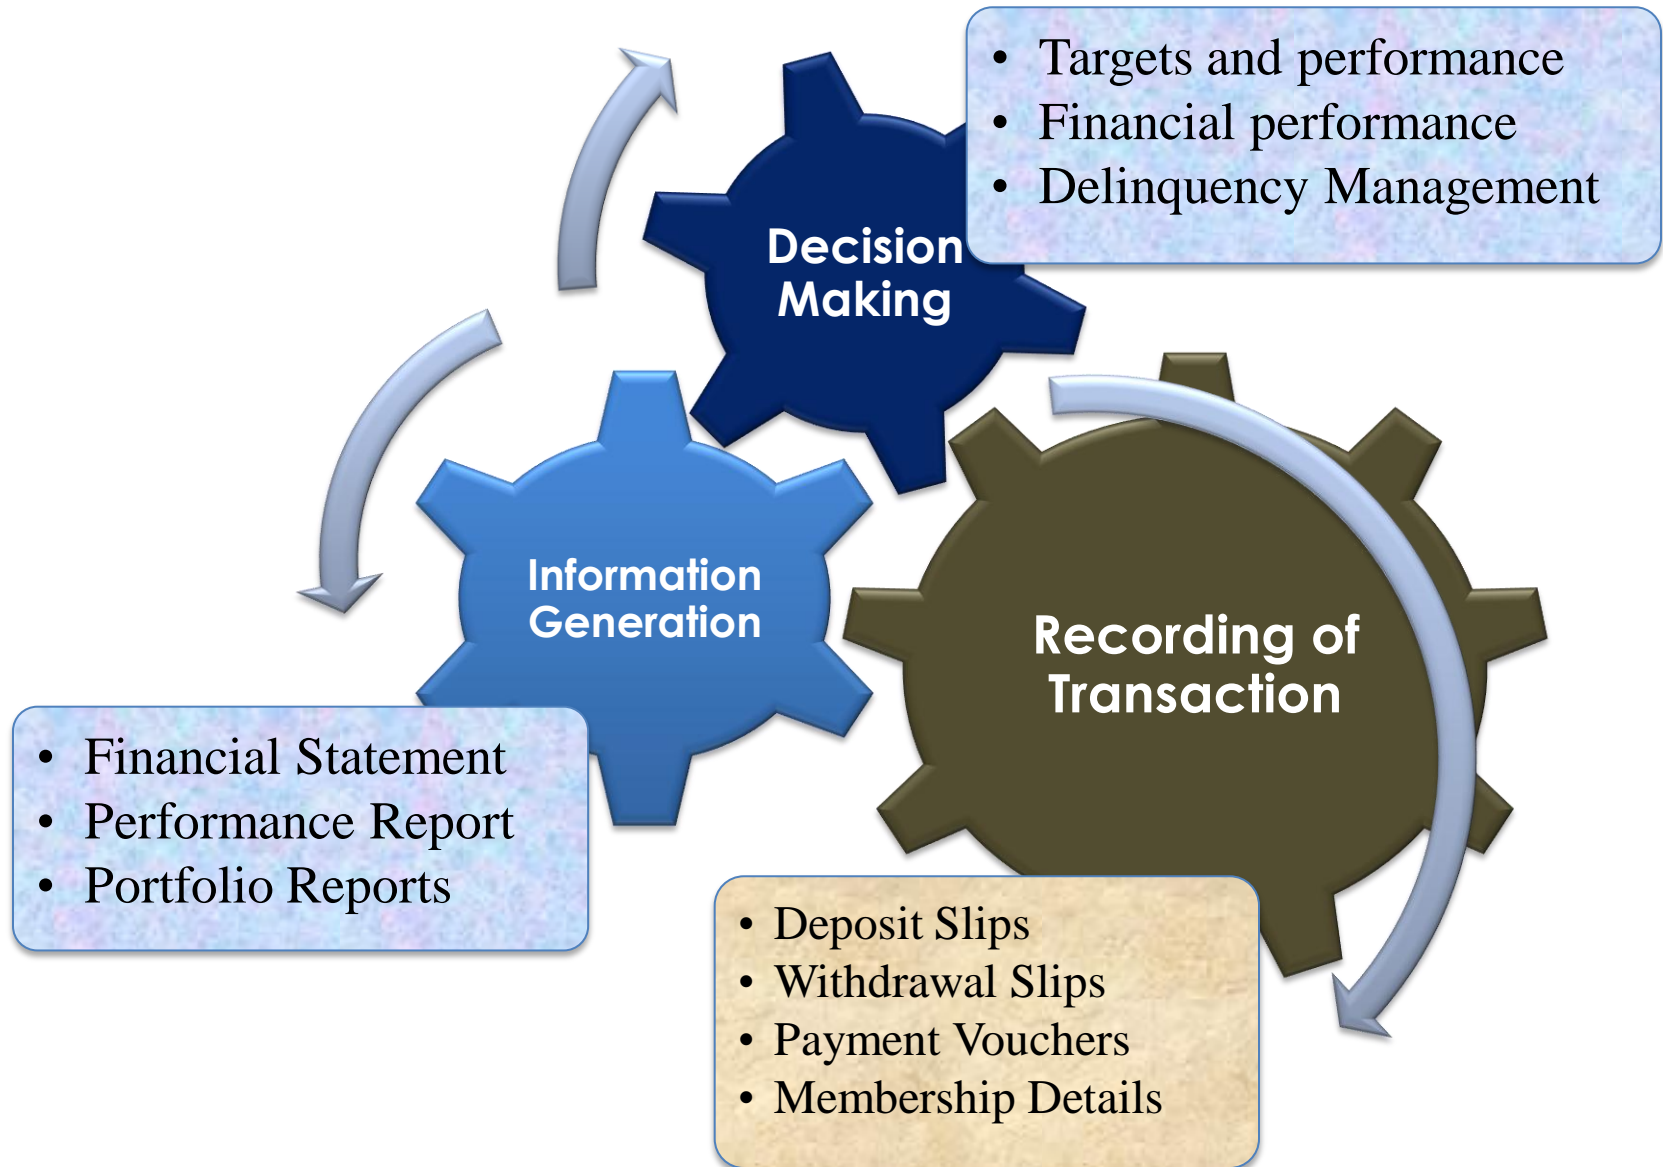 • Targets and performance
• Financial performance
• Delinquency Management
Decision
Making
Information
Generation
Recording of
Transaction
• Financial Statement
• Performance Report
• Portfolio Reports
• Deposit Slips
• Withdrawal Slips
• Payment Vouchers
• Membership Details